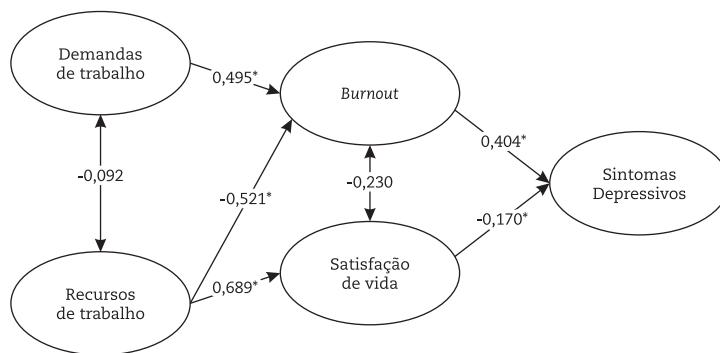 Demandas
de trabalho
0,495*
Burnout
0,404*
-0,092
-0,230
Sintomas
Depressivos
-0,521*
-0,170*
0,689*
Satisfação
de vida
Recursos
de trabalho